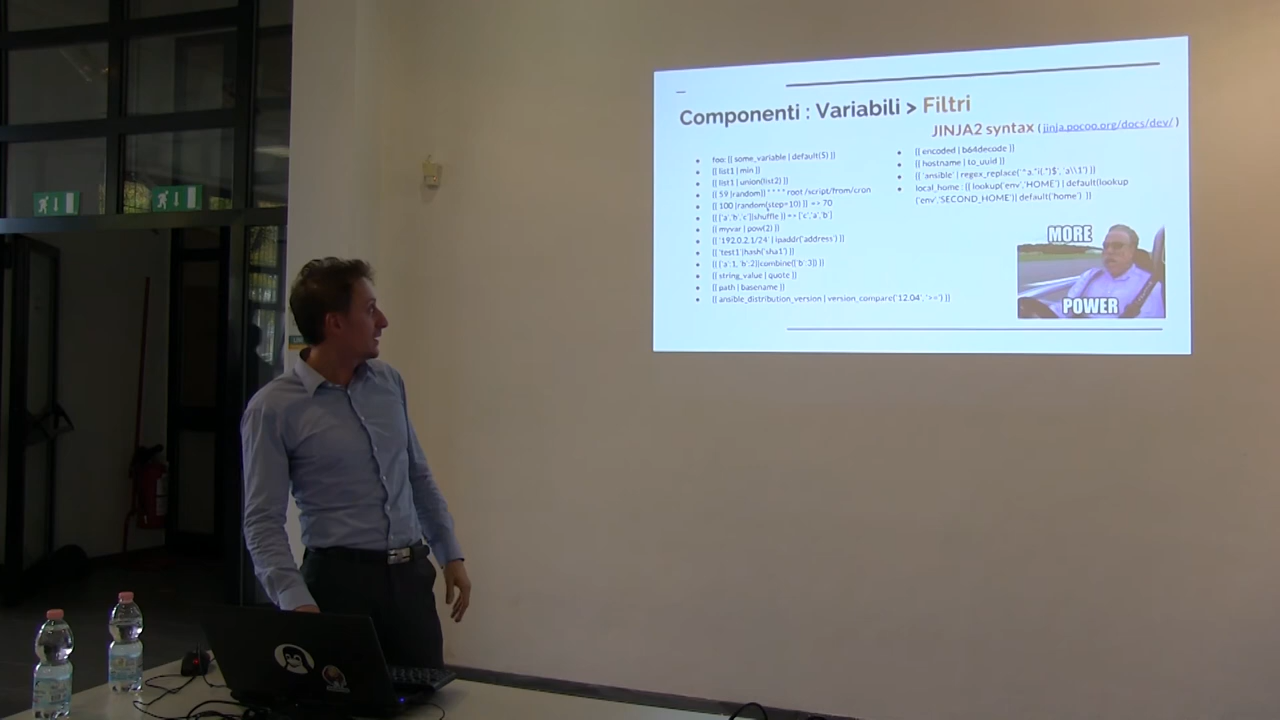 Componenti : Variabili > Filtri
JINJA2 syntax ( jinja.pocoo.org/docs/dev/ )
foo: [[ some_variable | default(5) ]]
[[ list1 | min ]]
[[ list1 | union(list2) ]]
[[ 59 |random]] * * * * root /script/from/cron
[[ 100 |random(step=10) ]] => 70
[[ ['a','b','c']|shuffle ]] => ['c','a','b']
[[ myvar | pow(2) ]]
[[ '192.0.2.1/24' | ipaddr('address') ]]
[[ 'test1'|hash('sha1') ]]
[[ {'a':1, 'b':2}|combine({'b':3}) ]]
[[ string_value | quote ]]
[[ path | basename ]]
[[ ansible_distribution_version | version_compare('12.04', '>=') ]]
[[ encoded | b64decode ]]
[[ hostname | to_uuid ]]
[[ 'ansible' | regex_replace('^a.*i(.*)$', 'a\\1') ]]
local_home : [[ lookup('env','HOME') | default(lookup
('env','SECOND_HOME')| default('home') ]]
MORE
POWER